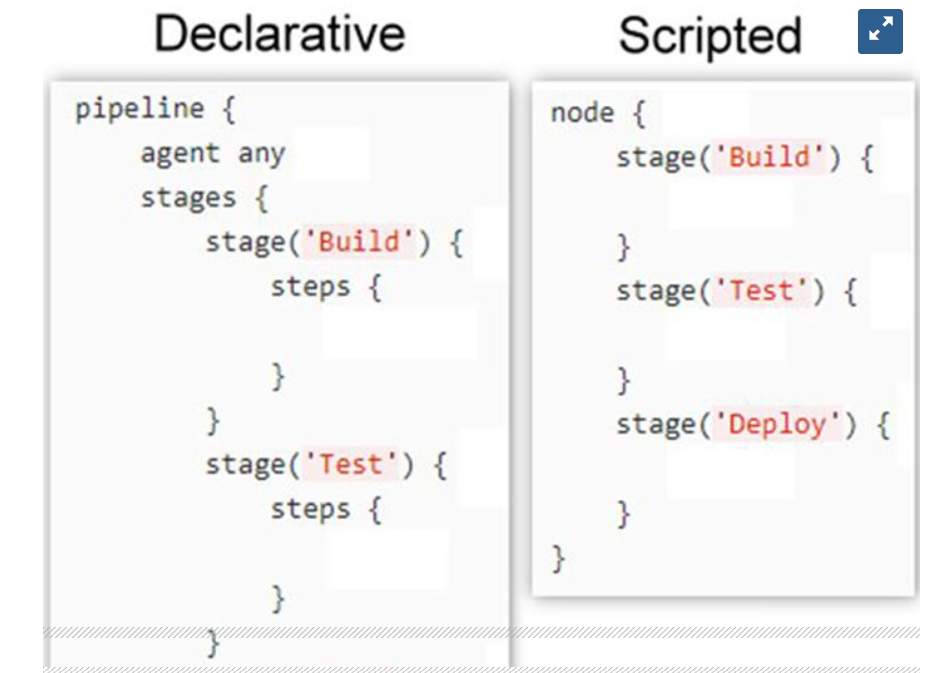 Declarative
pipeline {
agent any
stages {
stage('Build') {
steps {
}
}
stage('Test') {
steps {
}
}
Scripted
node {
stage('Build') {
}
stage('Test') {
}
stage('Deploy') {
}
}